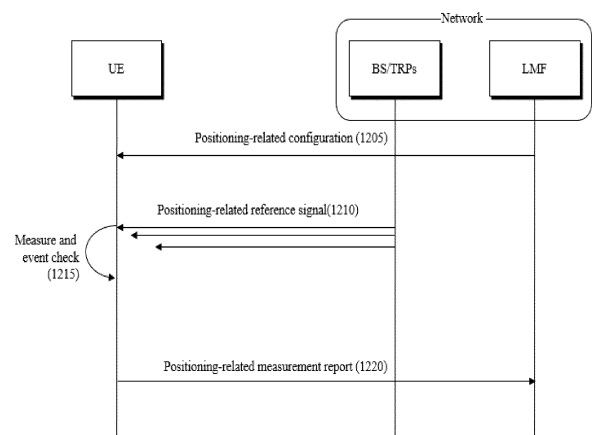 Network
UE
BS/TRPs
LMF
Positioning-related configuration (1205)
Positioning-related reference signal(1210)
Measure and
event check
(1215)
Positioning-related measurement report (1220)